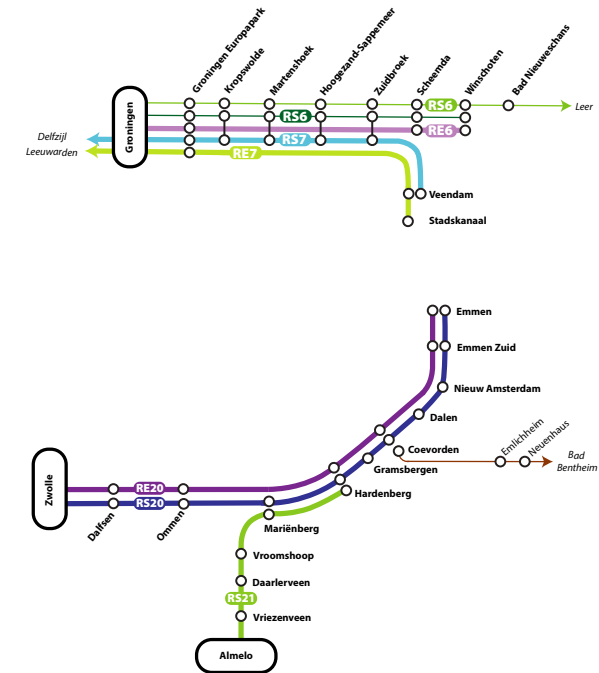 Groningen Europapark
Kropswolde
Martenshoek
Hoogezand-Sappemeer
Zuidbroek
Scheemda
Winschoten
Bad Nieuweschans
Groningen
RS6
Leer
RS6
RE6
Delfzijl
RS7
Leeuwarden
RE7
Veendam
Stadskanaal
Emmen
Emmen Zuid
Nieuw Amsterdam
Dalen
Coevorden
Emlichheim
Neuenhaus
Bad
Bentheim
Gramsbergen
Hardenberg
Zwolle
RE20
RS20
Dalfsen
Ommen
Mariënberg
Vroomshoop
Daarlerveen
RS21
Vriezenveen
Almelo